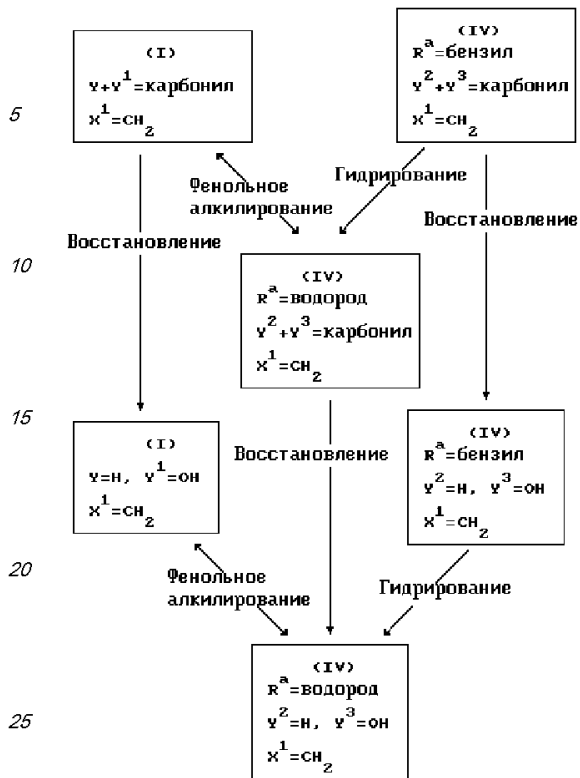 (I)
Y+Y¹=карбонил
X¹=CH₂
(IV)
Rᵃ=бензил
Y²+Y³=карбонил
X¹=CH₂
5
Фенольное
алкилирование
Гидрирование
Восстановление
Восстановление
10
(IV)
Rᵃ=водород
Y²+Y³=карбонил
X¹=CH₂
15
(I)
Y=H, Y¹=OH
X¹=CH₂
Восстановление
(IV)
Rᵃ=бензил
Y²=H, Y³=OH
X¹=CH₂
20
Фенольное
алкилирование
Гидрирование
(IV)
Rᵃ=водород
Y²=H, Y³=OH
X¹=CH₂
25